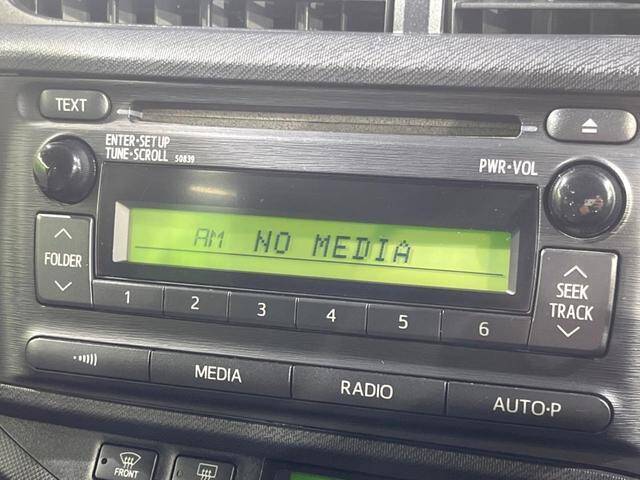 TEXT
ENTER•SETUP
TUNE•SCROLL 50839
PWR•VOL
AM NO MEDIA
FOLDER
SEEK
TRACK
1 2 3 4 5 6
MEDIA RADIO AUTO•P
FRONT